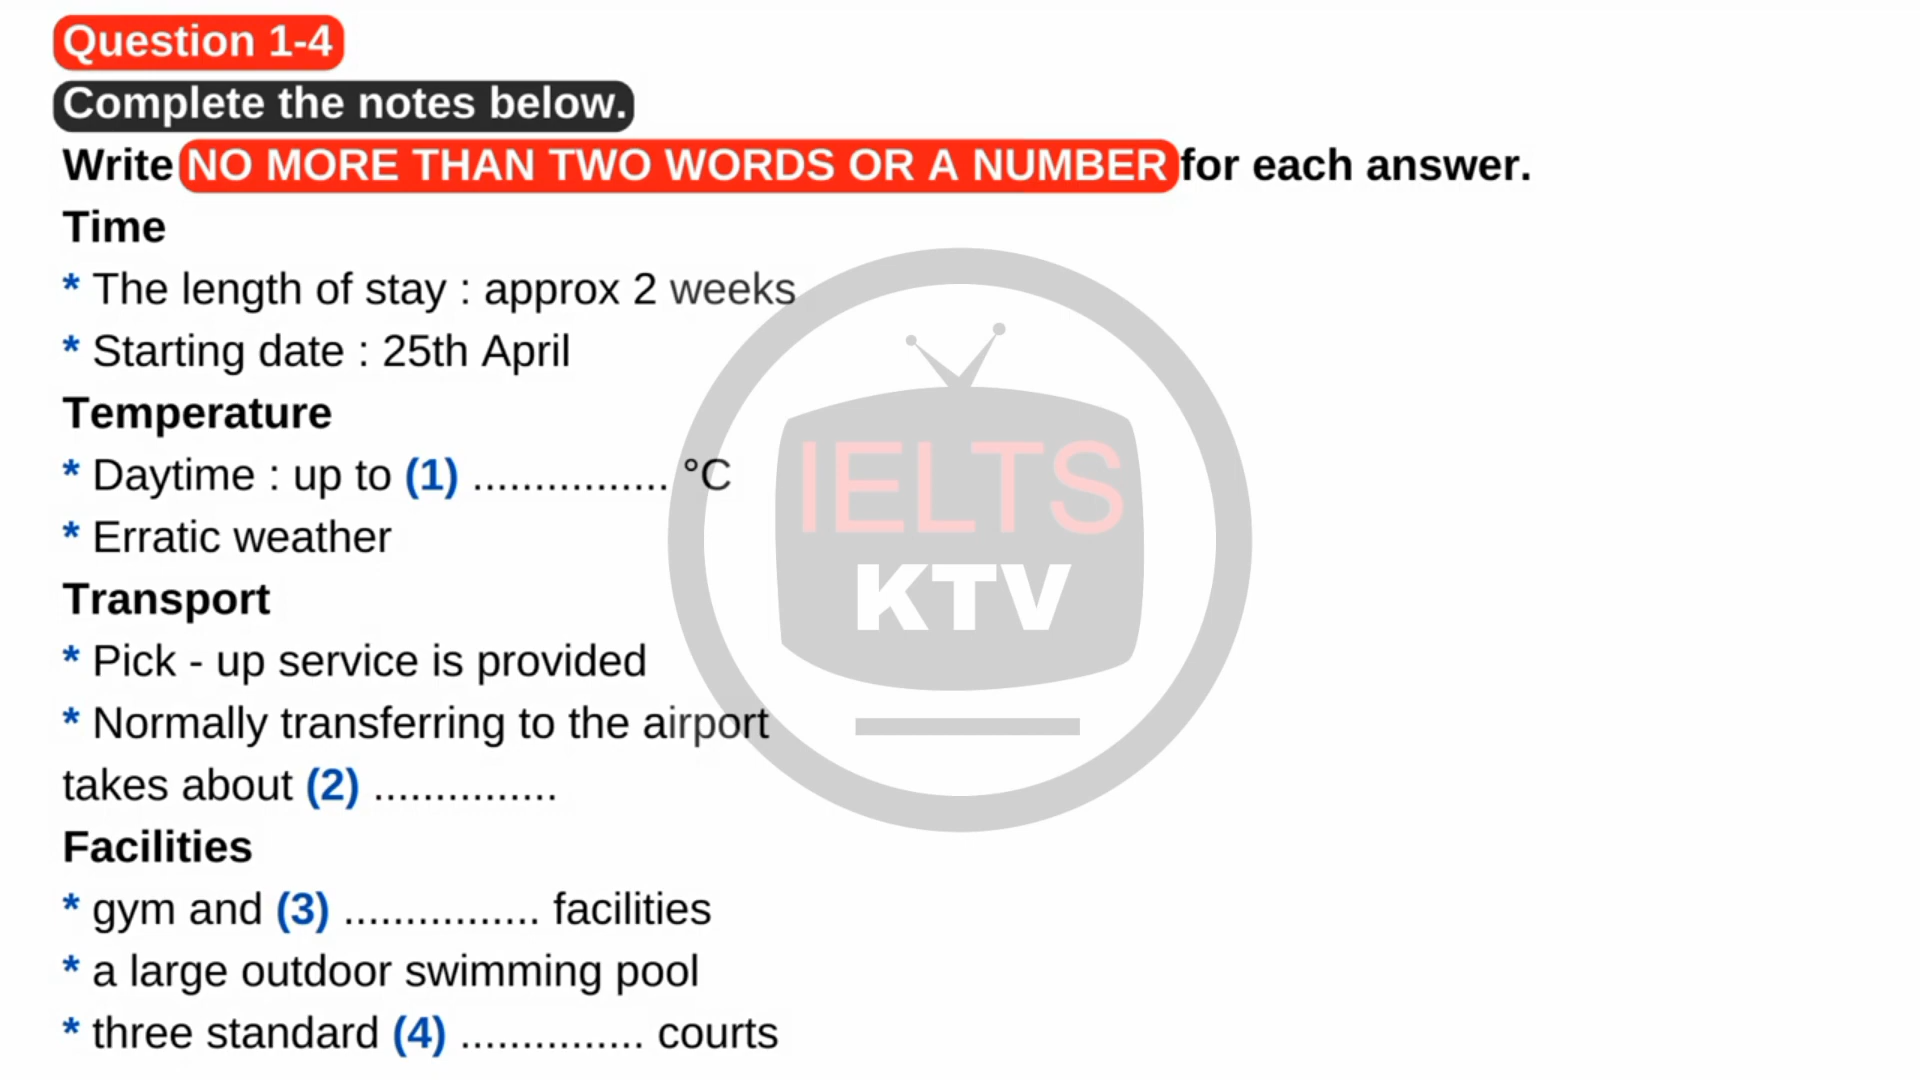 Question 1-4
Complete the notes below.
Write NO MORE THAN TWO WORDS OR A NUMBER for each answer.
Time
* The length of stay : approx 2 weeks
* Starting date : 25th April
Temperature
* Daytime : up to (1) ................ °C
* Erratic weather
Transport
* Pick - up service is provided
* Normally transferring to the airport
takes about (2) ...............
Facilities
* gym and (3) ................ facilities
* a large outdoor swimming pool
* three standard (4) ............... courts
IELTS
KTV